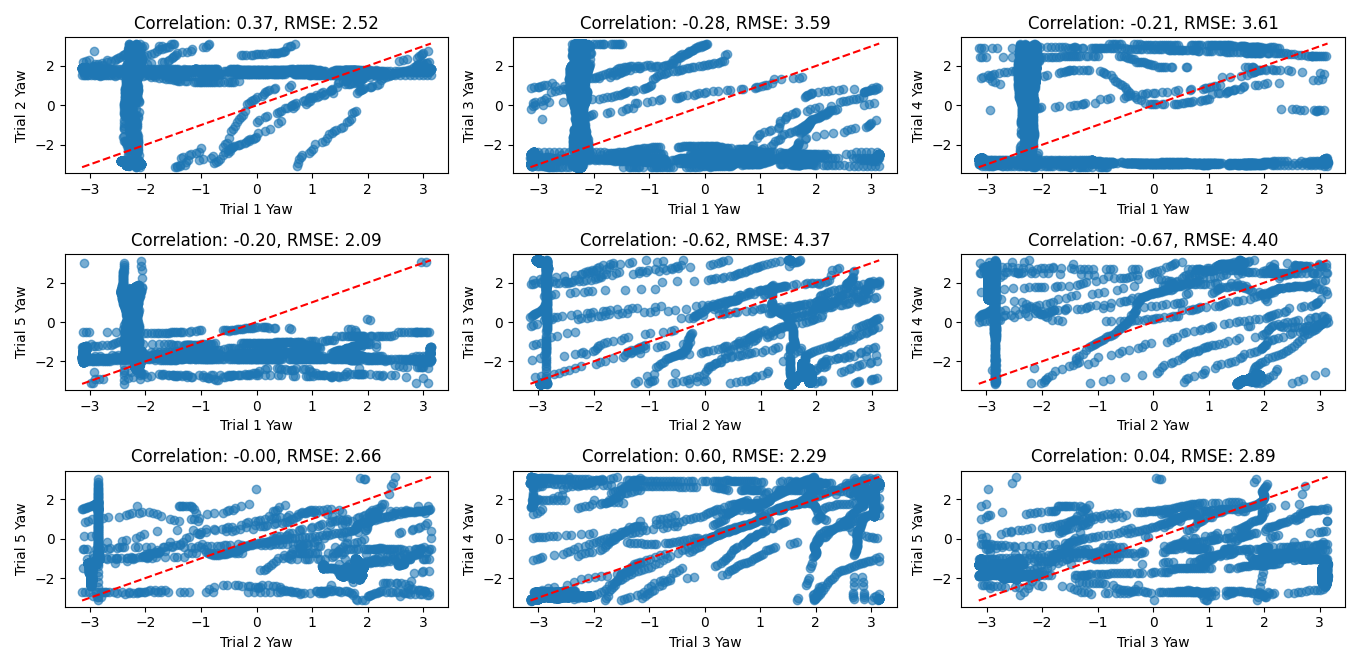 Correlation: 0.37, RMSE: 2.52
Correlation: -0.28, RMSE: 3.59
Correlation: -0.21, RMSE: 3.61
Trial 2 Yaw
2
0
−2
−3 −2 −1 0 1 2 3
Trial 1 Yaw
Trial 3 Yaw
2
0
−2
−3 −2 −1 0 1 2 3
Trial 1 Yaw
Trial 4 Yaw
2
0
−2
−3 −2 −1 0 1 2 3
Trial 1 Yaw
Correlation: -0.20, RMSE: 2.09
Correlation: -0.62, RMSE: 4.37
Correlation: -0.67, RMSE: 4.40
Trial 5 Yaw
2
0
−2
−3 −2 −1 0 1 2 3
Trial 1 Yaw
Trial 3 Yaw
2
0
−2
−3 −2 −1 0 1 2 3
Trial 2 Yaw
Trial 4 Yaw
2
0
−2
−3 −2 −1 0 1 2 3
Trial 2 Yaw
Correlation: -0.00, RMSE: 2.66
Correlation: 0.60, RMSE: 2.29
Correlation: 0.04, RMSE: 2.89
Trial 5 Yaw
2
0
−2
−3 −2 −1 0 1 2 3
Trial 2 Yaw
Trial 4 Yaw
2
0
−2
−3 −2 −1 0 1 2 3
Trial 3 Yaw
Trial 5 Yaw
2
0
−2
−3 −2 −1 0 1 2 3
Trial 3 Yaw